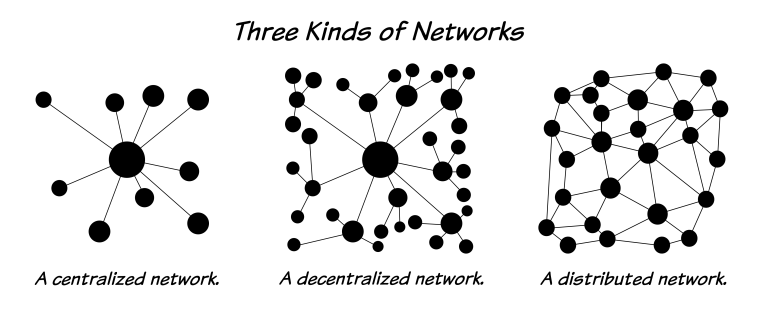 Three Kinds of Networks
A centralized network.
A decentralized network.
A distributed network.